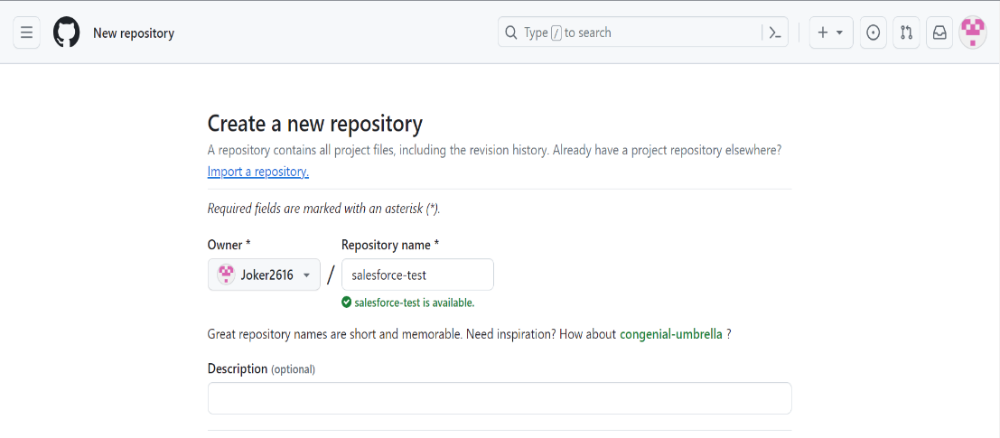 New repository
Type / to search
Create a new repository
A repository contains all project files, including the revision history. Already have a project repository elsewhere?
Import a repository.
Required fields are marked with an asterisk (*).
Owner * Repository name *
Joker2616 / salesforce-test
salesforce-test is available.
Great repository names are short and memorable. Need inspiration? How about congenial-umbrella ?
Description (optional)